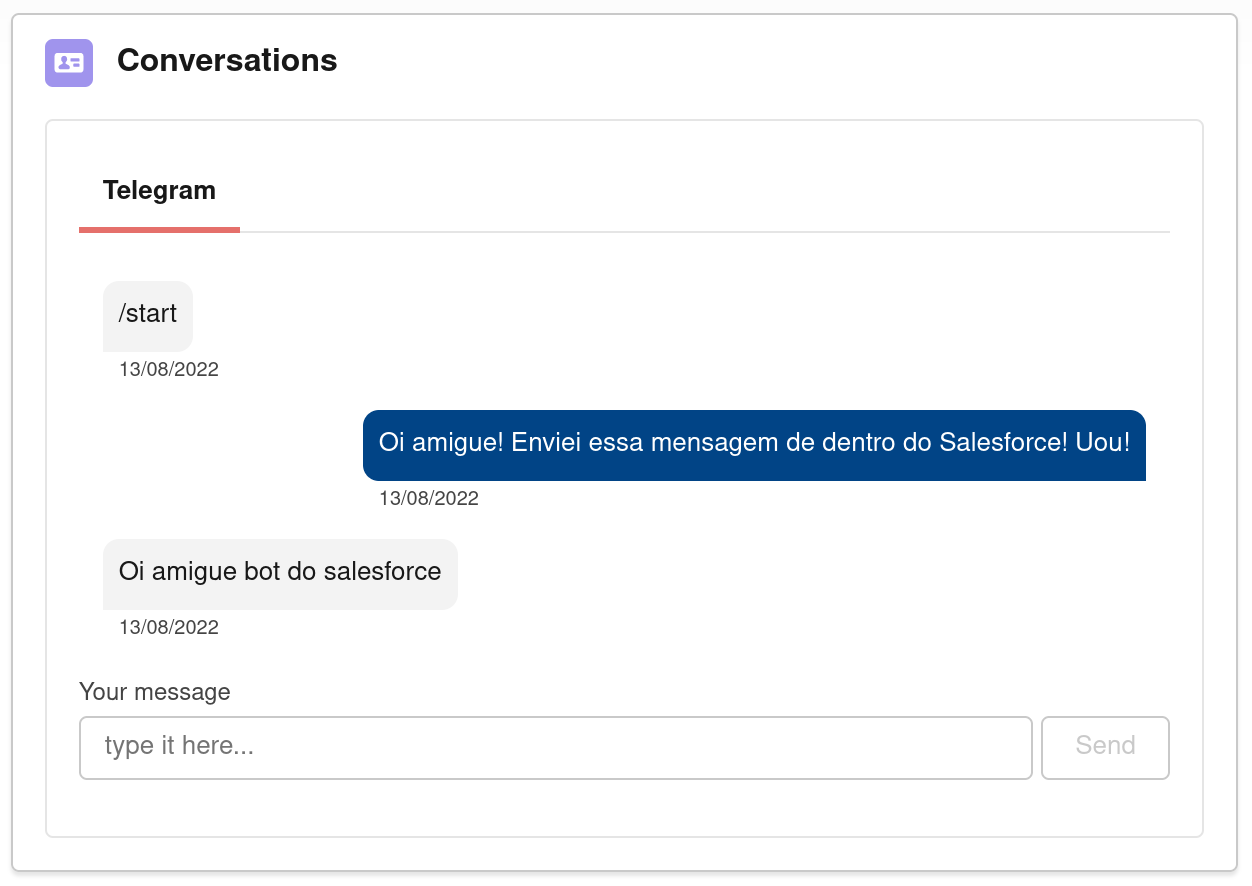 Conversations
Telegram
/start
13/08/2022
Oi amigue! Enviei essa mensagem de dentro do Salesforce! Uou!
13/08/2022
Oi amigue bot do salesforce
13/08/2022
Your message
type it here...
Send